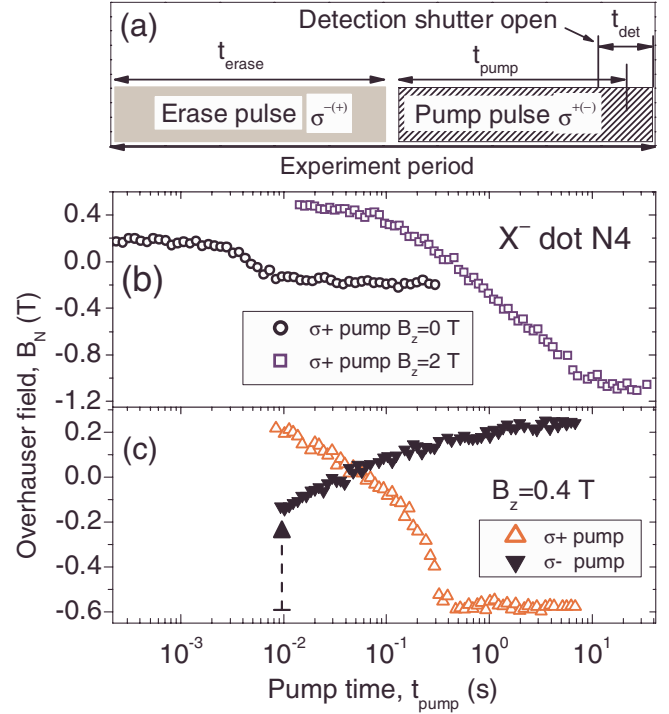 (a)
Detection shutter open
t_det
t_erase
t_pump
Erase pulse σ^−(+)
Pump pulse σ^+(−)
Experiment period
0.4
0.0
-0.4
-0.8
-1.2
(b)
X^− dot N4
σ+ pump B_z=0 T
σ+ pump B_z=2 T
Overhauser field, B_N (T)
0.2
0.0
-0.2
-0.4
-0.6
(c)
B_z=0.4 T
σ+ pump
σ- pump
10^-3 10^-2 10^-1 10^0 10^1
Pump time, t_pump (s)